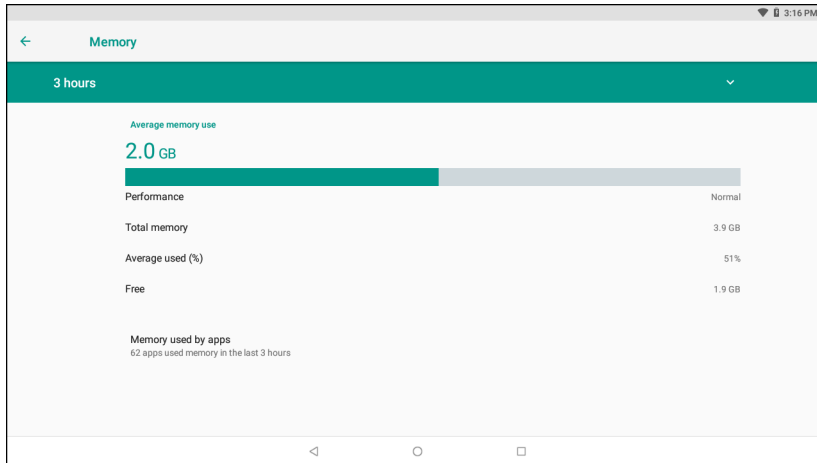 3:16 PM
Memory
3 hours
Average memory use
2.0 GB
Performance Normal
Total memory 3.9 GB
Average used (%) 51%
Free 1.9 GB
Memory used by apps
62 apps used memory in the last 3 hours